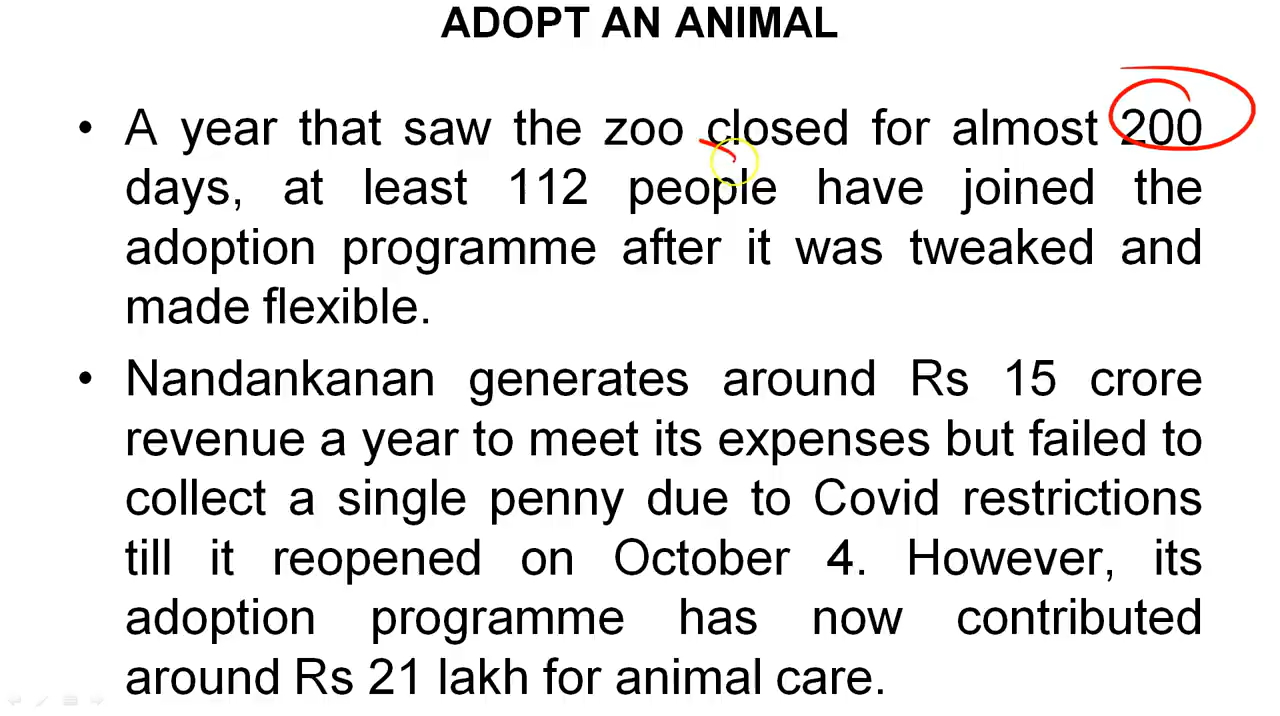 ADOPT AN ANIMAL
• A year that saw the zoo closed for almost 200
days, at least 112 people have joined the
adoption programme after it was tweaked and
made flexible.
• Nandankanan generates around Rs 15 crore
revenue a year to meet its expenses but failed to
collect a single penny due to Covid restrictions
till it reopened on October 4. However, its
adoption programme has now contributed
around Rs 21 lakh for animal care.